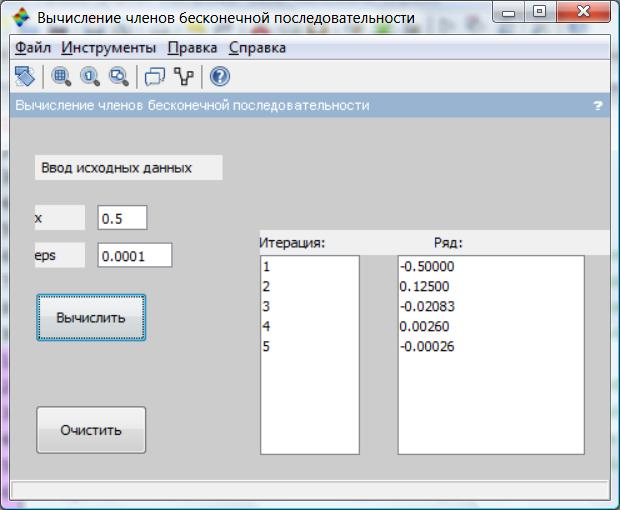 Вычисление членов бесконечной последовательности
Файл Инструменты Правка Справка
Вычисление членов бесконечной последовательности ?
Ввод исходных данных
x 0.5
eps 0.0001
Итерация: Ряд:
1 -0.50000
2 0.12500
3 -0.02083
4 0.00260
5 -0.00026
Вычислить
Очистить